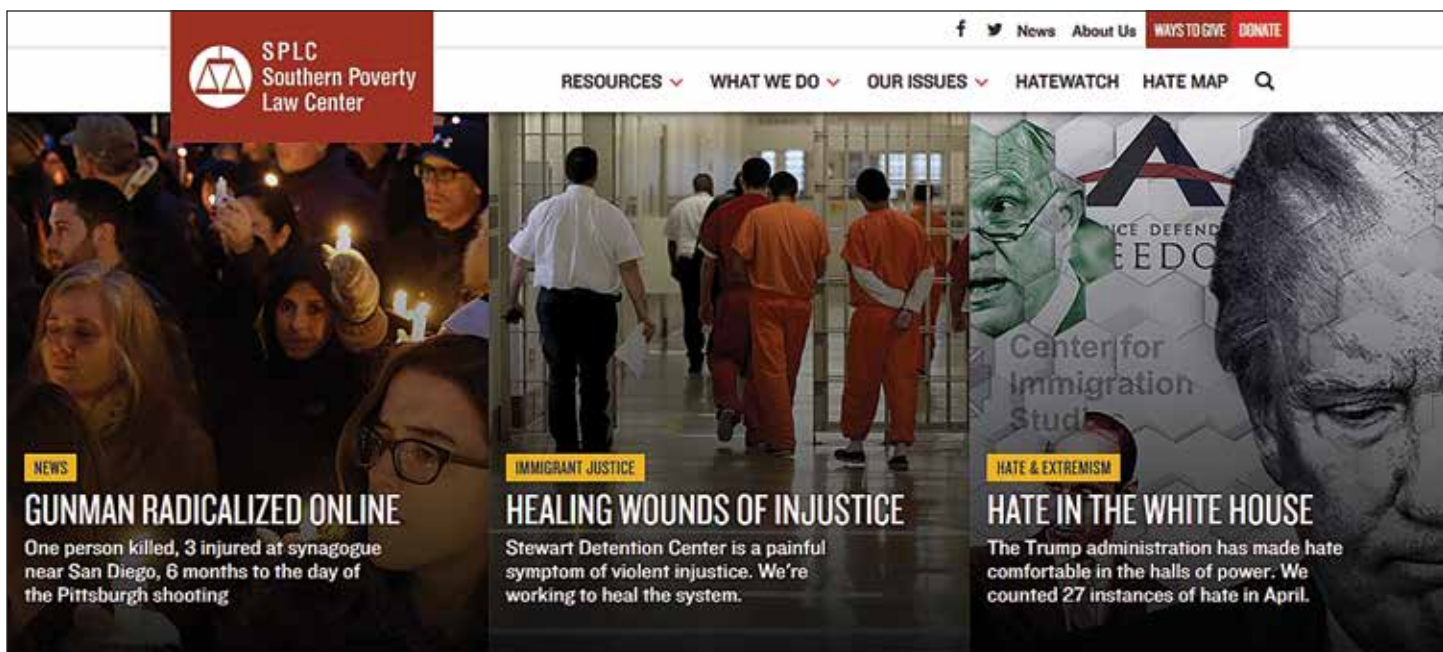 News About Us WAYS TO GIVE DONATE
SPLC
Southern Poverty
Law Center
RESOURCES WHAT WE DO OUR ISSUES HATEWATCH HATE MAP
NCE DEFEND
EEDO
Center for
Immigration
Stud
NEWS
GUNMAN RADICALIZED ONLINE
One person killed, 3 injured at synagogue
near San Diego, 6 months to the day of
the Pittsburgh shooting
IMMIGRANT JUSTICE
HEALING WOUNDS OF INJUSTICE
Stewart Detention Center is a painful
symptom of violent injustice. We're
working to heal the system.
HATE & EXTREMISM
HATE IN THE WHITE HOUSE
The Trump administration has made hate
comfortable in the halls of power. We
counted 27 instances of hate in April.